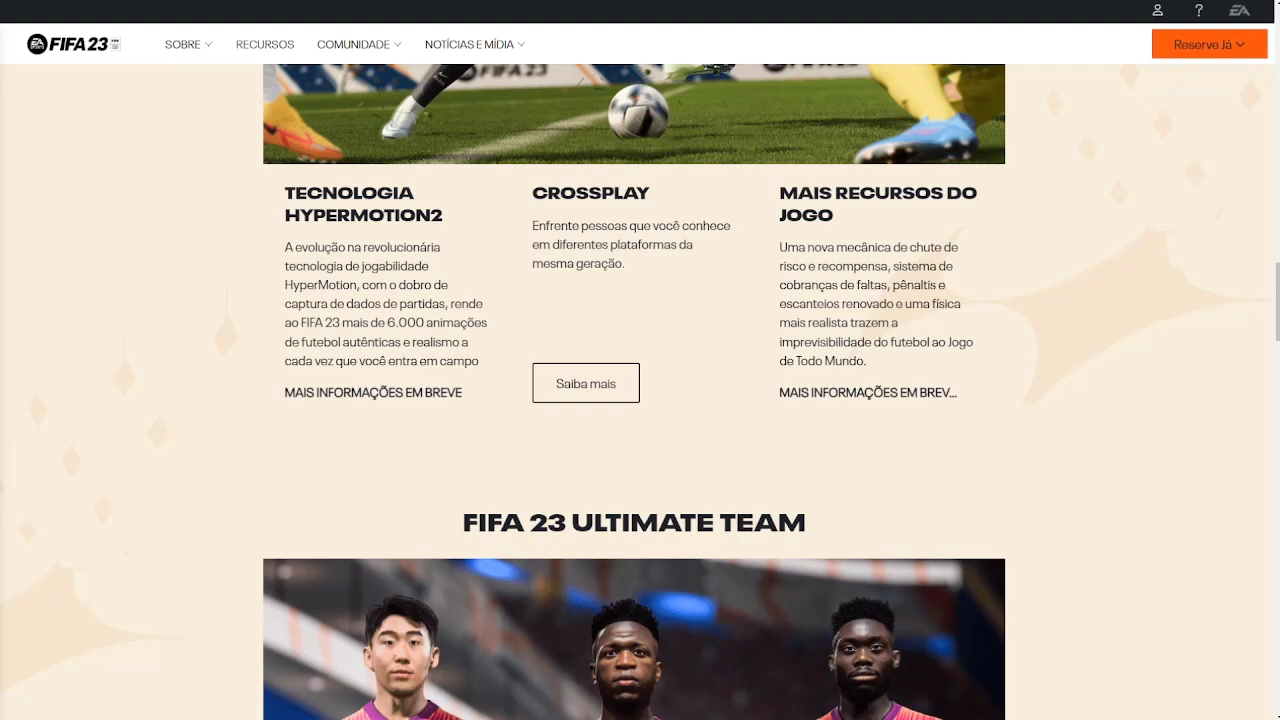 ?
EA
EA SPORTS FIFA 23
SOBRE
RECURSOS
COMUNIDADE
NOTÍCIAS E MÍDIA
Reserve Já
FIFA 23
TECNOLOGIA
HYPERMOTION2
A evolução na revolucionária
tecnologia de jogabilidade
HyperMotion, com o dobro de
captura de dados de partidas, rende
ao FIFA 23 mais de 6.000 animações
de futebol autênticas e realismo a
cada vez que você entra em campo
MAIS INFORMAÇÕES EM BREVE
CROSSPLAY
Enfrente pessoas que você conhece
em diferentes plataformas da
mesma geração.
Saiba mais
MAIS RECURSOS DO
JOGO
Uma nova mecânica de chute de
risco e recompensa, sistema de
cobranças de faltas, pênaltis e
escanteios renovado e uma física
mais realista trazem a
imprevisibilidade do futebol ao Jogo
de Todo Mundo.
MAIS INFORMAÇÕES EM BREV...
FIFA 23 ULTIMATE TEAM